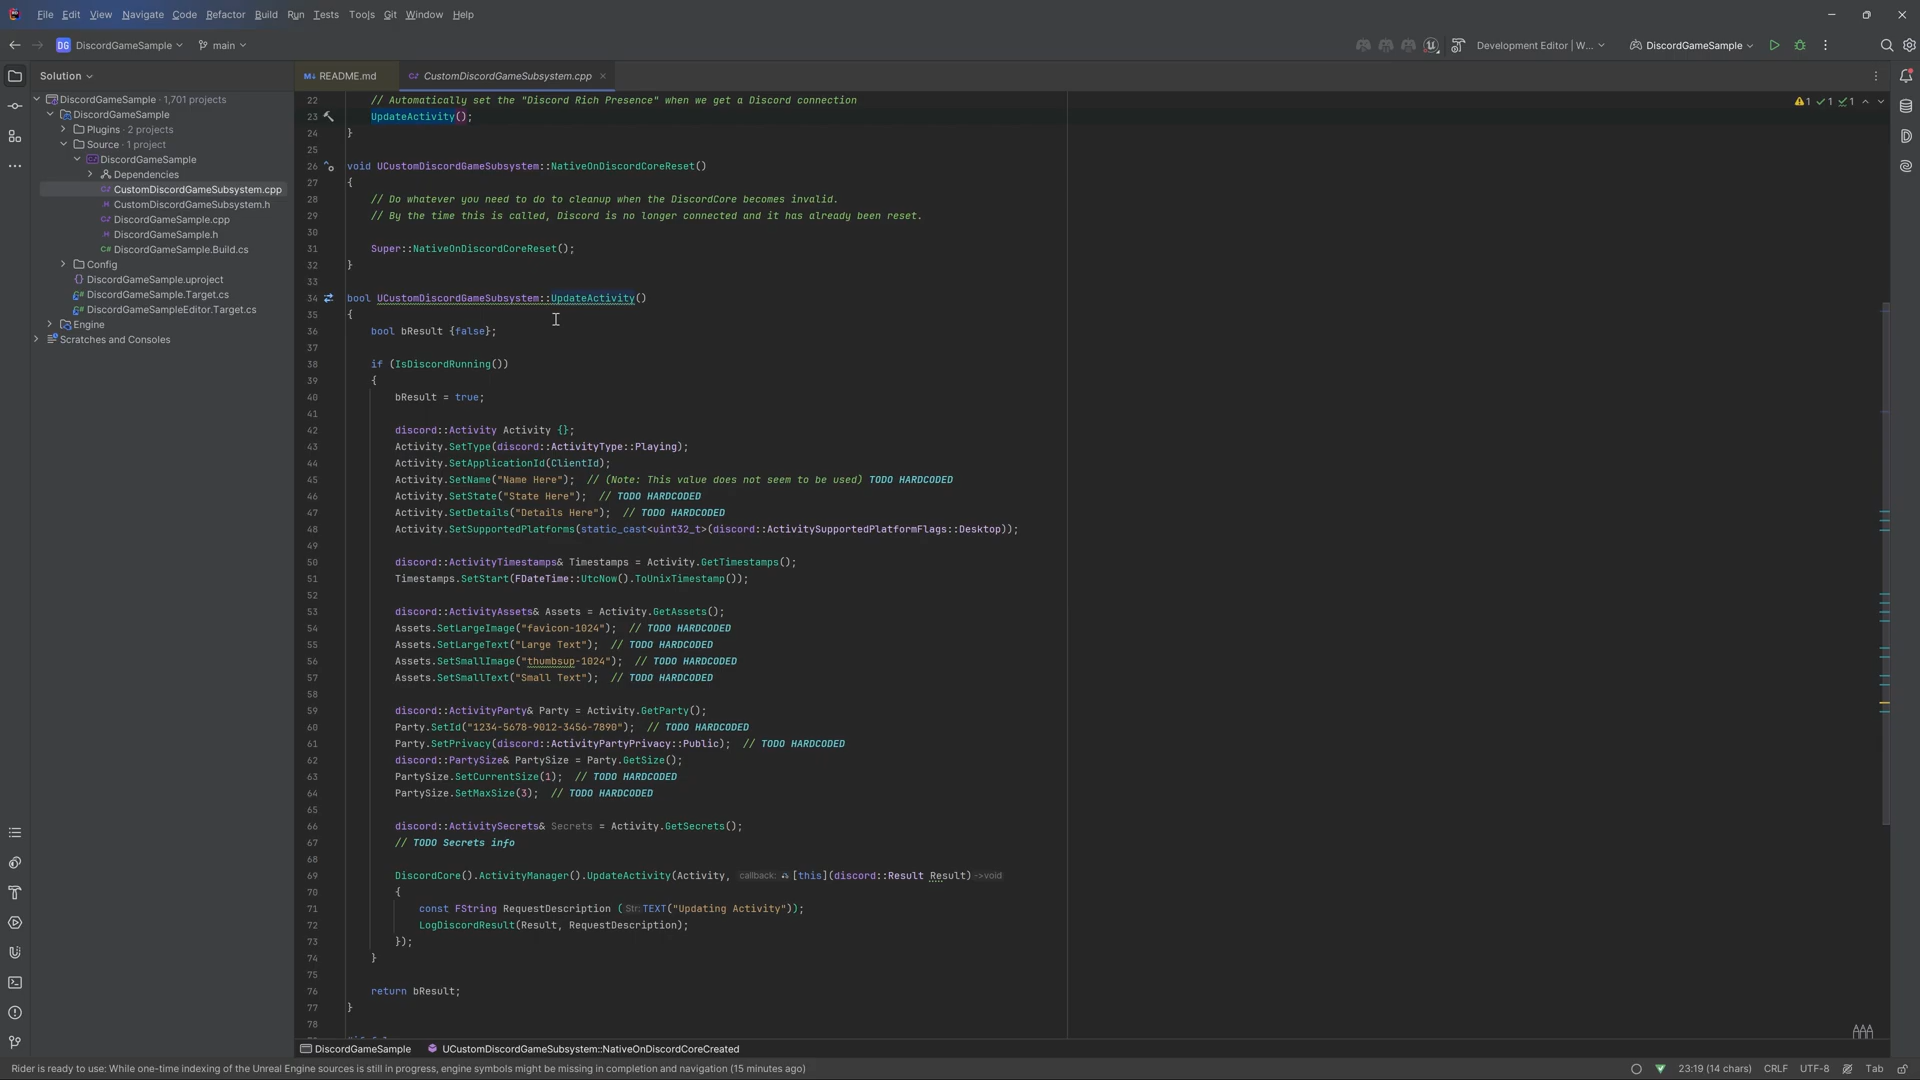 File Edit View Navigate Code Refactor Build Run Tests Tools Git Window Help
DG DiscordGameSample main Development Editor | W... DiscordGameSample
Solution
README.md CustomDiscordGameSubsystem.cpp
DiscordGameSample · 1,701 projects
DiscordGameSample
Plugins · 2 projects
Source · 1 project
DiscordGameSample
Dependencies
CustomDiscordGameSubsystem.cpp
CustomDiscordGameSubsystem.h
DiscordGameSample.cpp
DiscordGameSample.h
DiscordGameSample.Build.cs
Config
DiscordGameSample.uproject
DiscordGameSample.Target.cs
DiscordGameSampleEditor.Target.cs
Engine
Scratches and Consoles
1 1 1
22 // Automatically set the "Discord Rich Presence" when we get a Discord connection
23 UpdateActivity();
24 }
25
26 void UCustomDiscordGameSubsystem::NativeOnDiscordCoreReset()
27 {
28 // Do whatever you need to do to cleanup when the DiscordCore becomes invalid.
29 // By the time this is called, Discord is no longer connected and it has already been reset.
30
31 Super::NativeOnDiscordCoreReset();
32 }
33
34 bool UCustomDiscordGameSubsystem::UpdateActivity()
35 {
36 bool bResult {false};
37
38 if (IsDiscordRunning())
39 {
40 bResult = true;
41
42 discord::Activity Activity {};
43 Activity.SetType(discord::ActivityType::Playing);
44 Activity.SetApplicationId(ClientId);
45 Activity.SetName("Name Here"); // (Note: This value does not seem to be used) TODO HARDCODED
46 Activity.SetState("State Here"); // TODO HARDCODED
47 Activity.SetDetails("Details Here"); // TODO HARDCODED
48 Activity.SetSupportedPlatforms(static_cast<uint32_t>(discord::ActivitySupportedPlatformFlags::Desktop));
49
50 discord::ActivityTimestamps& Timestamps = Activity.GetTimestamps();
51 Timestamps.SetStart(FDateTime::UtcNow().ToUnixTimestamp());
52
53 discord::ActivityAssets& Assets = Activity.GetAssets();
54 Assets.SetLargeImage("favicon-1024"); // TODO HARDCODED
55 Assets.SetLargeText("Large Text"); // TODO HARDCODED
56 Assets.SetSmallImage("thumbsup-1024"); // TODO HARDCODED
57 Assets.SetSmallText("Small Text"); // TODO HARDCODED
58
59 discord::ActivityParty& Party = Activity.GetParty();
60 Party.SetId("1234-5678-9012-3456-7890"); // TODO HARDCODED
61 Party.SetPrivacy(discord::ActivityPartyPrivacy::Public); // TODO HARDCODED
62 discord::PartySize& PartySize = Party.GetSize();
63 PartySize.SetCurrentSize(1); // TODO HARDCODED
64 PartySize.SetMaxSize(3); // TODO HARDCODED
65
66 discord::ActivitySecrets& Secrets = Activity.GetSecrets();
67 // TODO Secrets info
68
69 DiscordCore().ActivityManager().UpdateActivity(Activity, callback: [this](discord::Result Result)->void
70 {
71 const FString RequestDescription (Str:TEXT("Updating Activity"));
72 LogDiscordResult(Result, RequestDescription);
73 });
74 }
75
76 return bResult;
77 }
78
DiscordGameSample UCustomDiscordGameSubsystem::NativeOnDiscordCoreCreated
Rider is ready to use: While one-time indexing of the Unreal Engine sources is still in progress, engine symbols might be missing in completion and navigation (15 minutes ago) 23:19 (14 chars) CRLF UTF-8 Tab